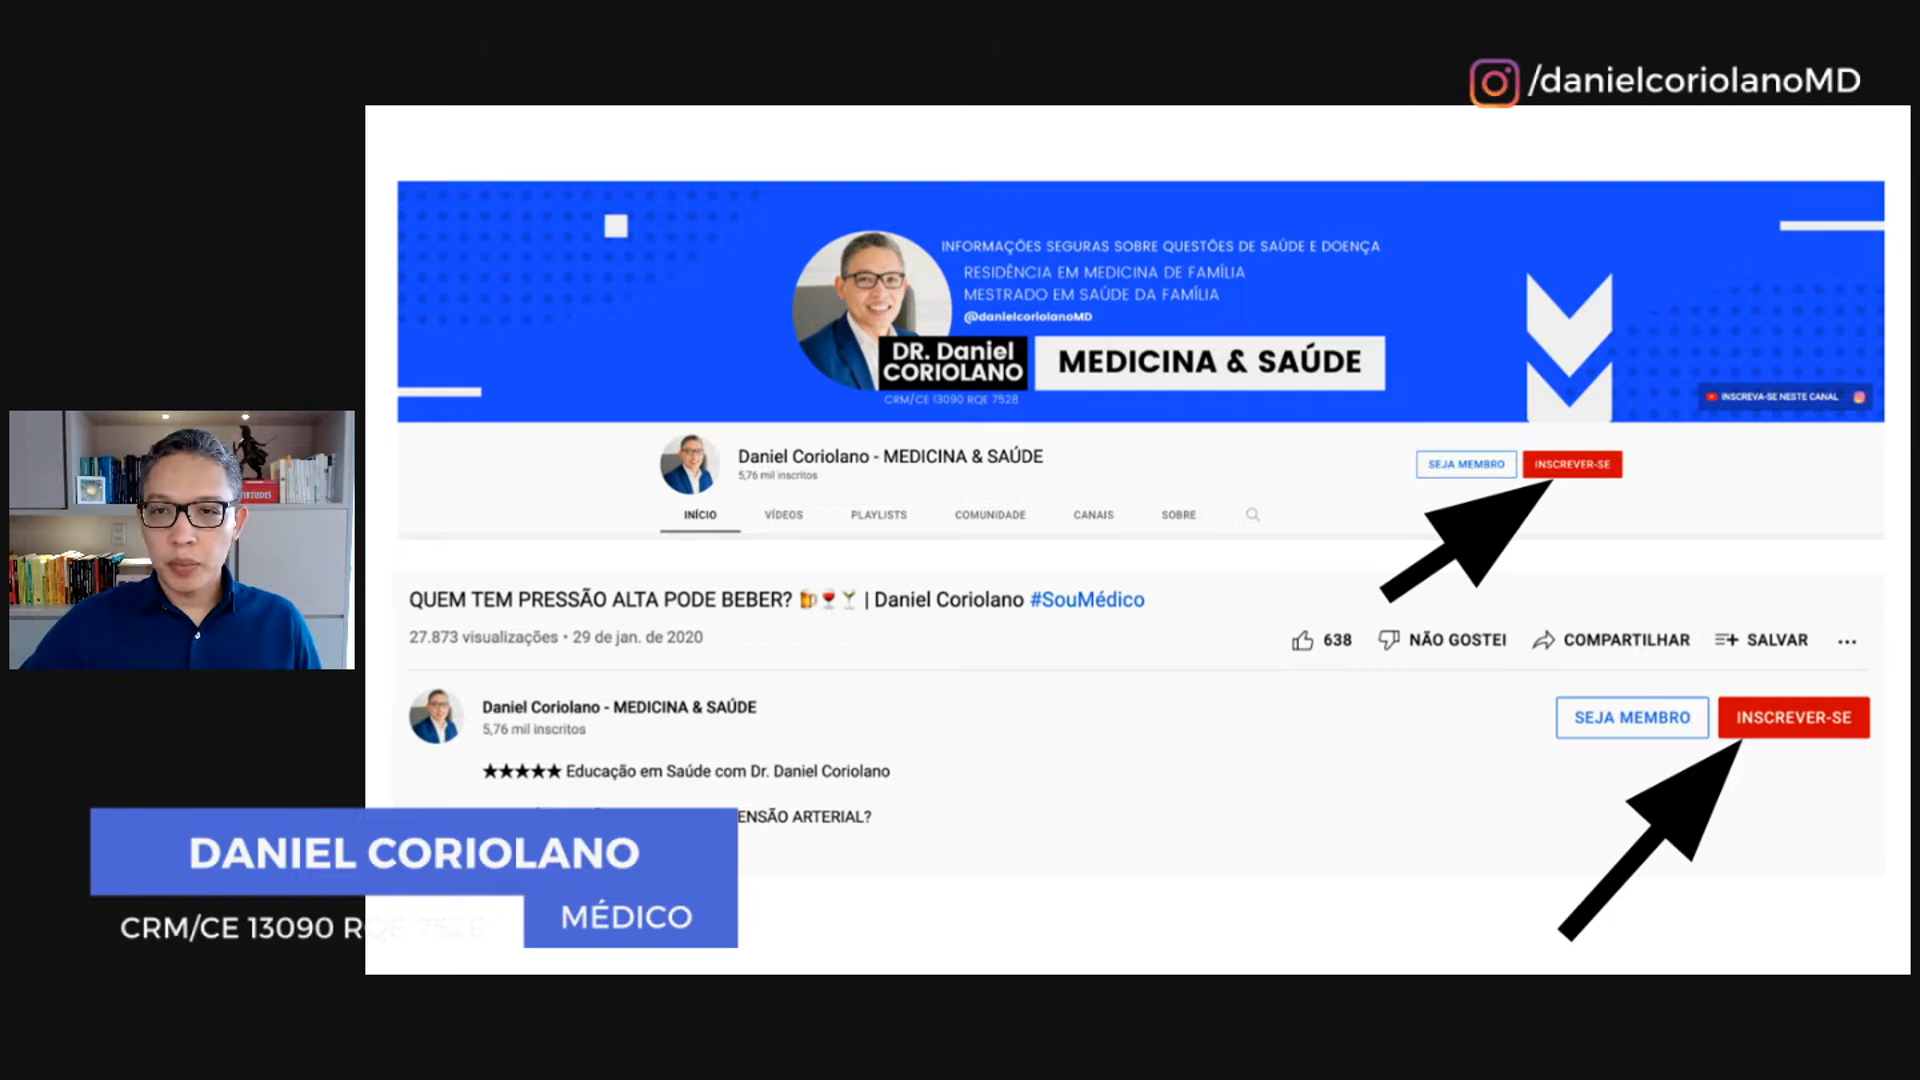 /danielcoriolanoMD
INFORMAÇÕES SEGURAS SOBRE QUESTÕES DE SAÚDE E DOENÇA
RESIDÊNCIA EM MEDICINA DE FAMÍLIA
MESTRADO EM SAÚDE DA FAMÍLIA
@danielcoriolanoMD
DR. Daniel
CORIOLANO
MEDICINA & SAÚDE
CRM/CE 13090 RQE 7528
INSCREVA-SE NESTE CANAL
Daniel Coriolano - MEDICINA & SAÚDE
5,76 mil inscritos
SEJA MEMBRO
INSCREVER-SE
INÍCIO VÍDEOS PLAYLISTS COMUNIDADE CANAIS SOBRE
VIRTUDES
QUEM TEM PRESSÃO ALTA PODE BEBER? 🍺🍷🍸 | Daniel Coriolano #SouMédico
27.873 visualizações • 29 de jan. de 2020
638 NÃO GOSTEI COMPARTILHAR SALVAR ...
Daniel Coriolano - MEDICINA & SAÚDE
5,76 mil inscritos
SEJA MEMBRO
INSCREVER-SE
★★★★★ Educação em Saúde com Dr. Daniel Coriolano
ENSÃO ARTERIAL?
DANIEL CORIOLANO
MÉDICO
CRM/CE 13090 RQE 7528